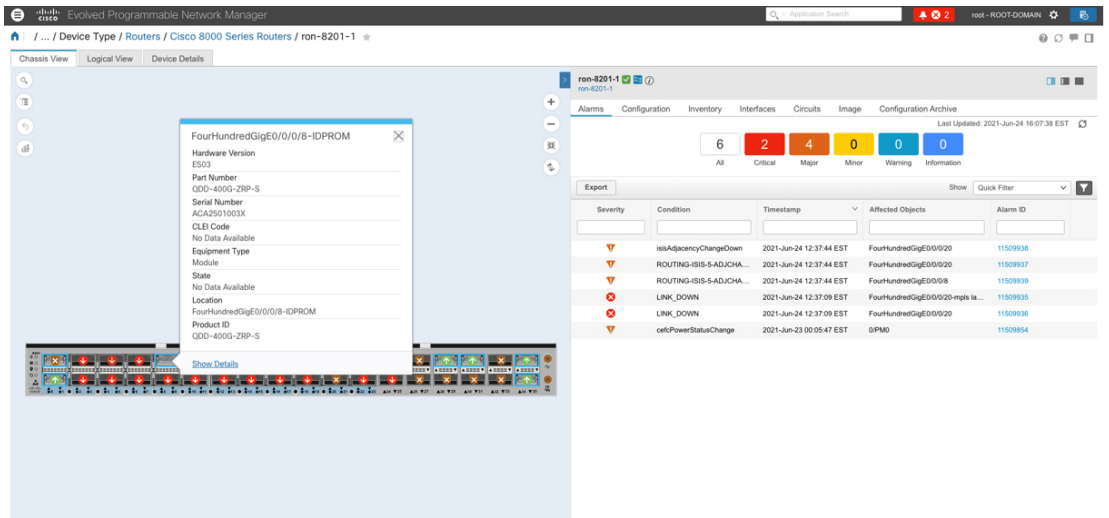 cisco Evolved Programmable Network Manager
Application Search
2
root - ROOT-DOMAIN
/ ... / Device Type / Routers / Cisco 8000 Series Routers / ron-8201-1
Chassis View Logical View Device Details
FourHundredGigE0/0/0/8-IDPROM
Hardware Version
ES03
Part Number
QDD-400G-ZRP-S
Serial Number
ACA2501003X
CLEI Code
No Data Available
Equipment Type
Module
State
No Data Available
Location
FourHundredGigE0/0/0/8-IDPROM
Product ID
QDD-400G-ZRP-S
Show Details
ron-8201-1
ron-8201-1
Alarms Configuration Inventory Interfaces Circuits Image Configuration Archive
Last Updated: 2021-Jun-24 16:07:38 EST
6 2 4 0 0 0
All Critical Major Minor Warning Information
Export Show Quick Filter
Severity Condition Timestamp Affected Objects Alarm ID
isisAdjacencyChangeDown 2021-Jun-24 12:37:44 EST FourHundredGigE0/0/0/20 11509938
ROUTING-ISIS-5-ADJCHA... 2021-Jun-24 12:37:44 EST FourHundredGigE0/0/0/20 11509937
ROUTING-ISIS-5-ADJCHA... 2021-Jun-24 12:37:44 EST FourHundredGigE0/0/0/8 11509939
LINK_DOWN 2021-Jun-24 12:37:09 EST FourHundredGigE0/0/0/20-mpls la... 11509935
LINK_DOWN 2021-Jun-24 12:37:09 EST FourHundredGigE0/0/0/20 11509936
cefcPowerStatusChange 2021-Jun-23 00:05:47 EST 0/PM0 11509854